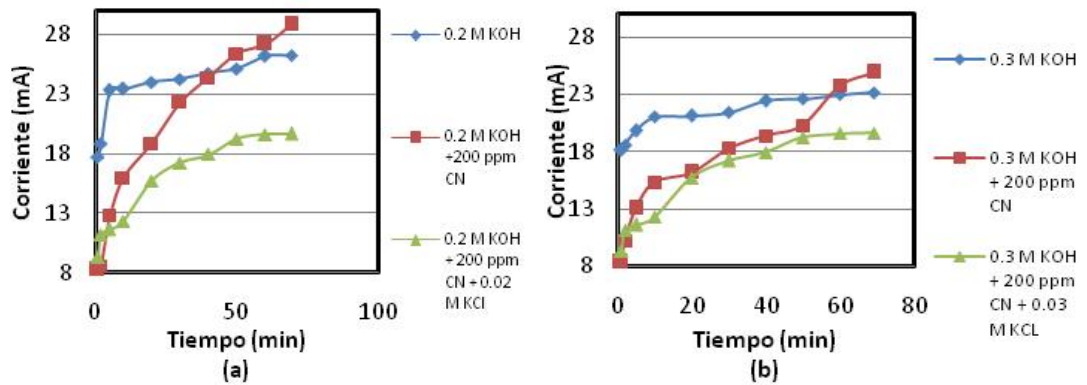 Corriente (mA)
28
23
18
13
8
0
50
100
Tiempo (min)
(a)
0.2 M KOH
0.2 M KOH
+200 ppm
CN
0.2 M KOH
+200 ppm
CN + 0.02
M KCl
Corriente (mA)
28
23
18
13
8
0
20
40
60
80
Tiempo (min)
(b)
0.3 M KOH
0.3 M KOH
+ 200 ppm
CN
0.3 M KOH
+ 200 ppm
CN + 0.03
M KCL